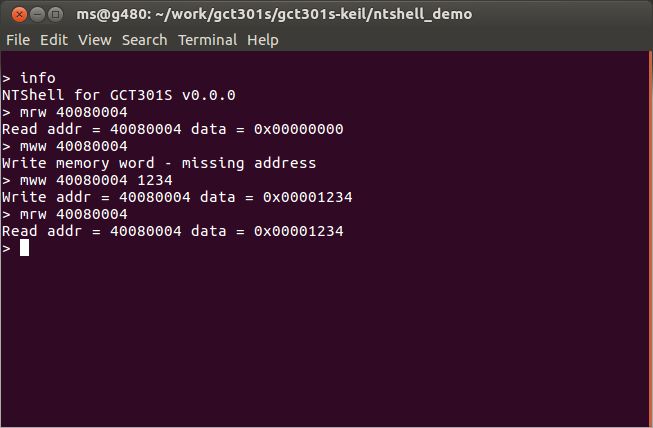 ms@g480: ~/work/gct301s/gct301s-keil/ntshell_demo
File Edit View Search Terminal Help
> info
NTShell for GCT301S v0.0.0
> mrw 40080004
Read addr = 40080004 data = 0x00000000
> mww 40080004
Write memory word - missing address
> mww 40080004 1234
Write addr = 40080004 data = 0x00001234
> mrw 40080004
Read addr = 40080004 data = 0x00001234
>